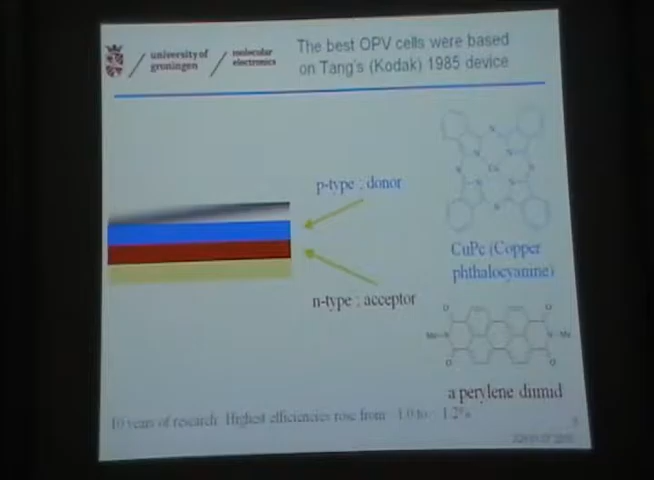 university of
groningen
molecular
electronics
The best OPV cells were based
on Tang's (Kodak) 1985 device
p-type : donor
CuPc (Copper
phthalocyanine)
n-type : acceptor
a perylene diimid
10 years of research: Highest efficiencies rose from 1.0 to 1.2%